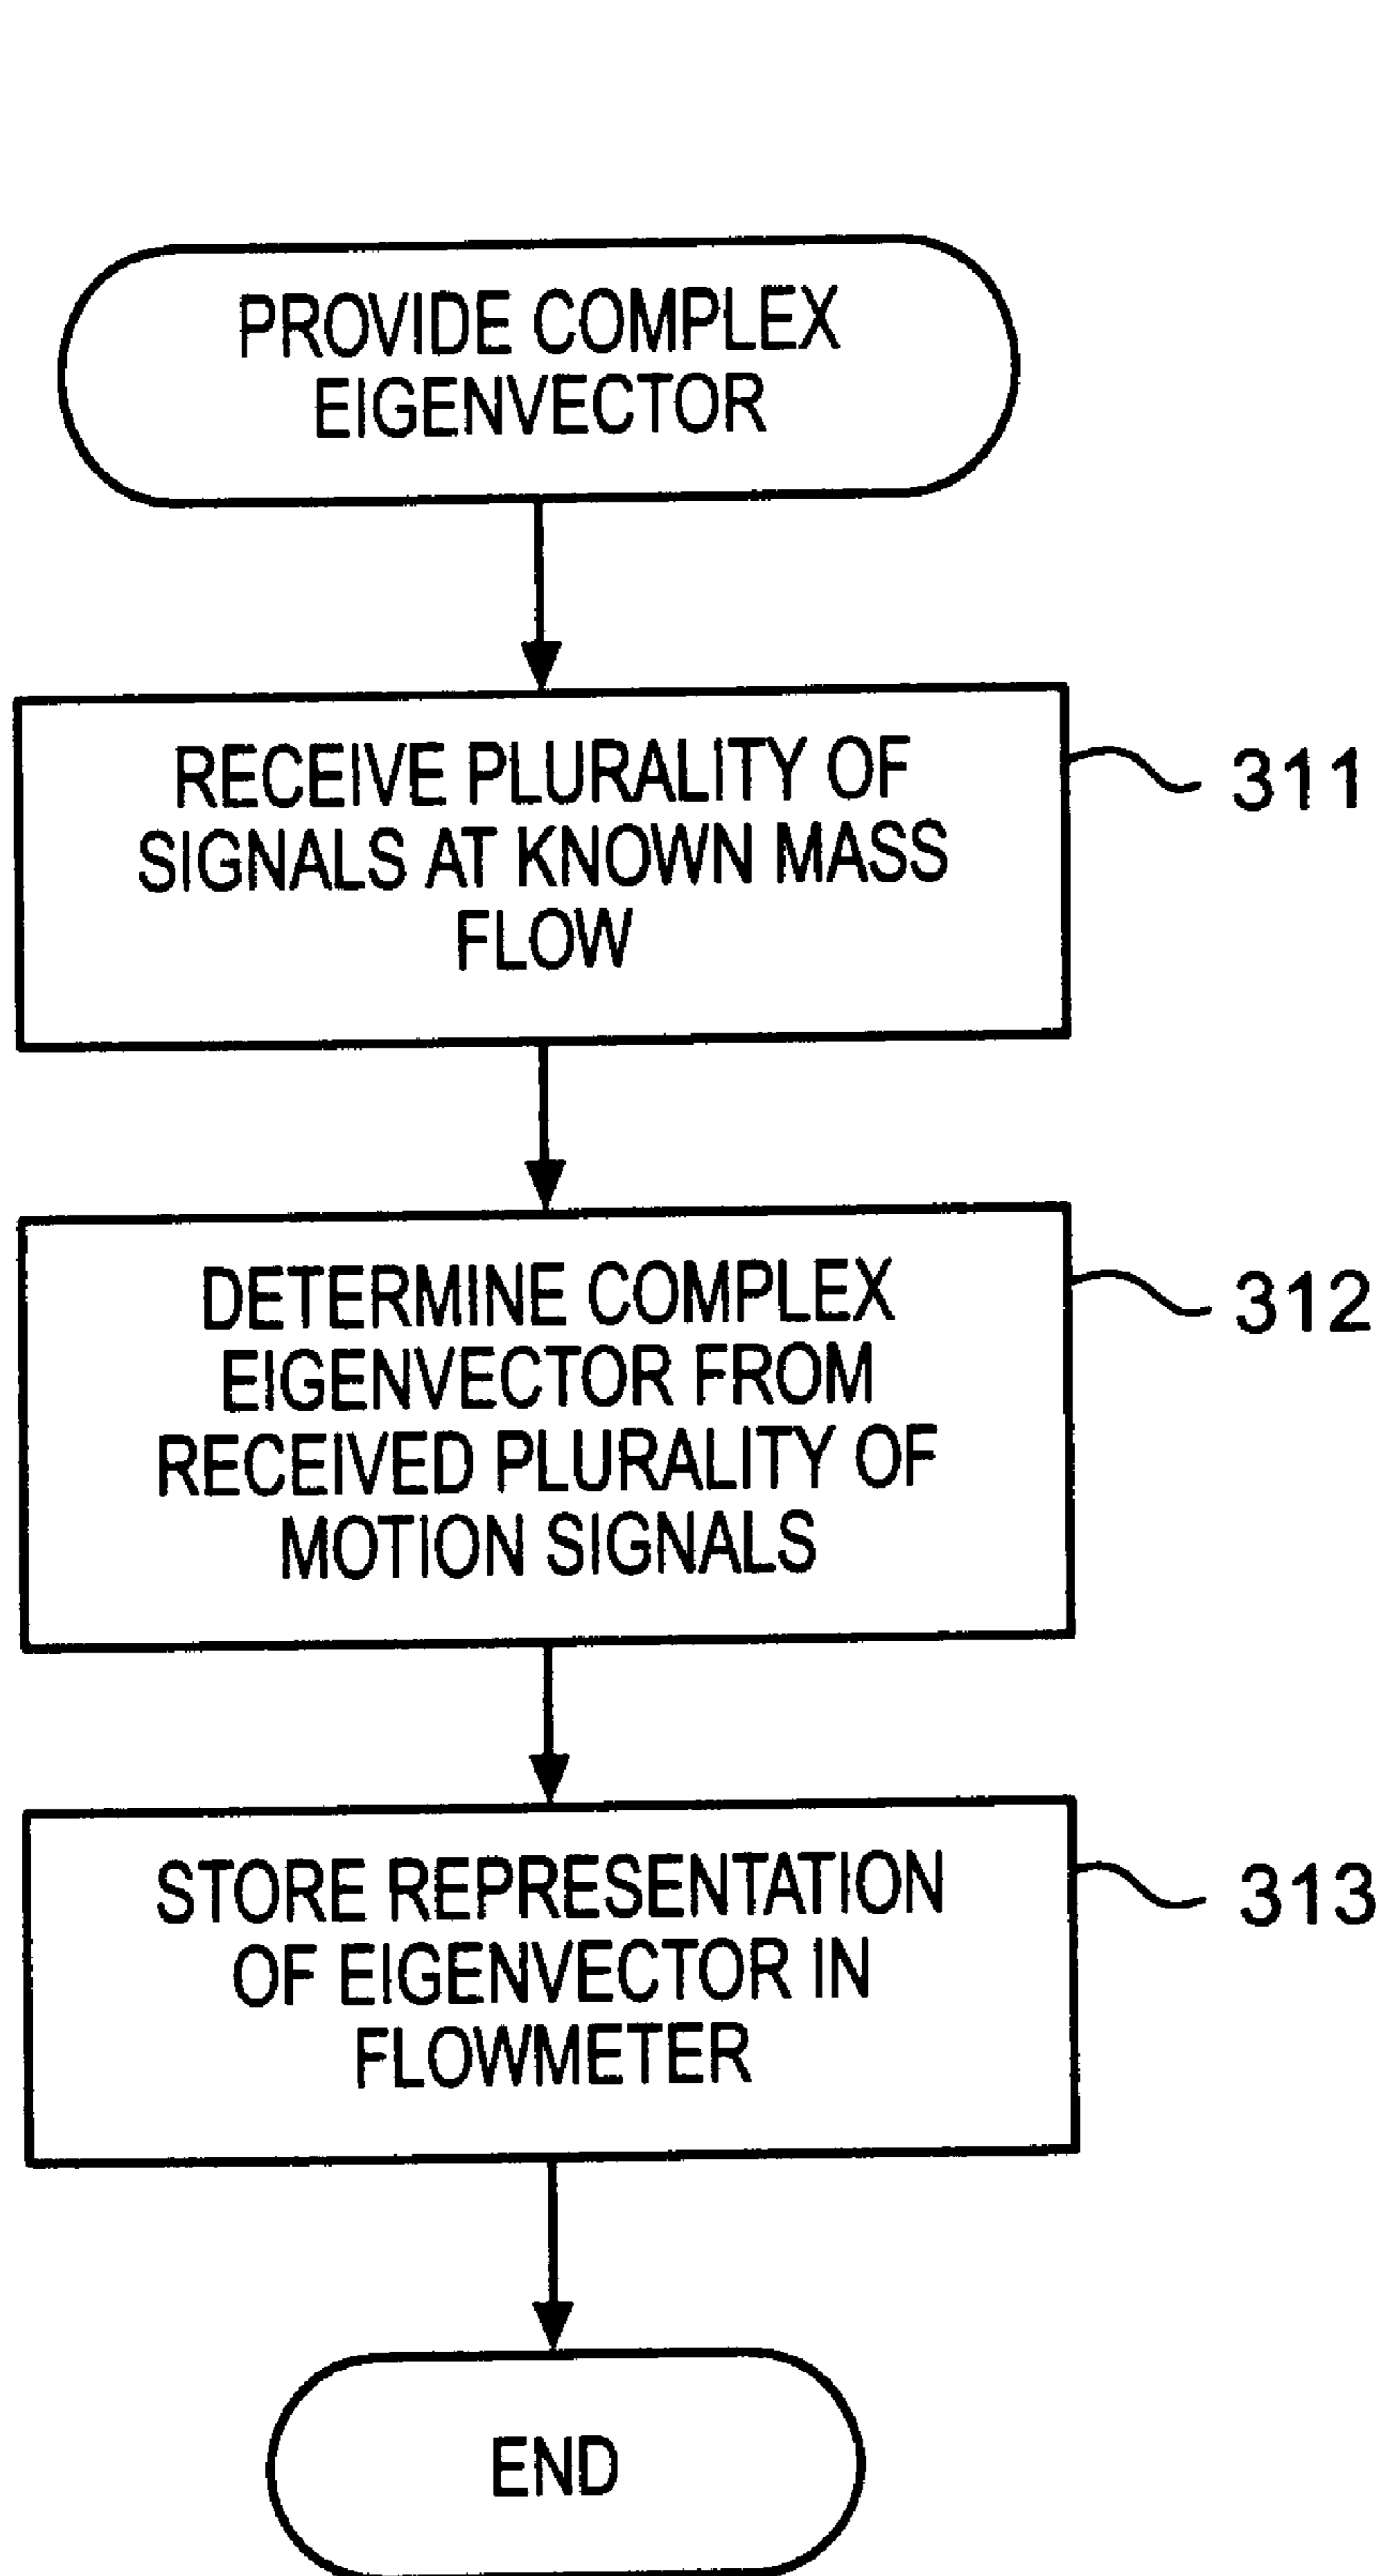 PROVIDE COMPLEX
EIGENVECTOR
RECEIVE PLURALITY OF
SIGNALS AT KNOWN MASS
FLOW
311
DETERMINE COMPLEX
EIGENVECTOR FROM
RECEIVED PLURALITY OF
MOTION SIGNALS
312
STORE REPRESENTATION
OF EIGENVECTOR IN
FLOWMETER
313
END